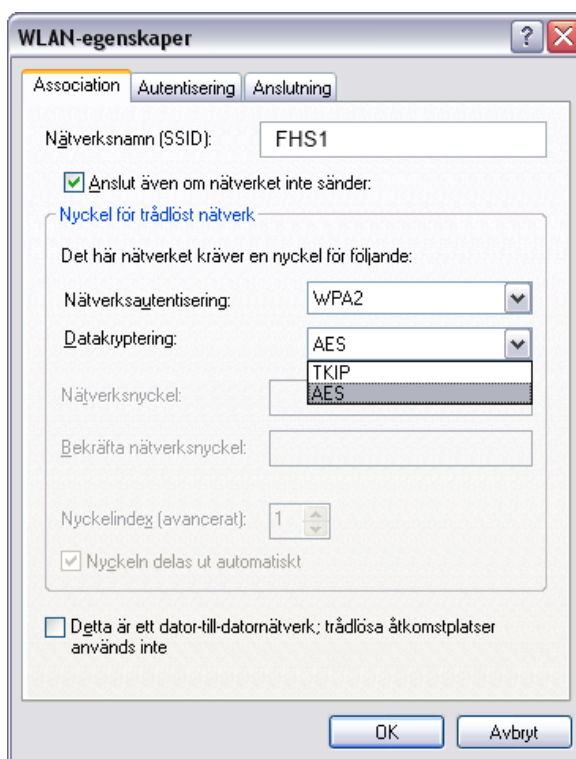 WLAN-egenskaper
Association Autentisering Anslutning
Nätverksnamn (SSID): FHS1
Anslut även om nätverket inte sänder:
Nyckel för trådlöst nätverk
Det här nätverket kräver en nyckel för följande:
Nätverksautentisering: WPA2
Datakryptering: AES
TKIP
Nätverksnyckel: AES
Bekräfta nätverksnyckel:
Nyckelindex (avancerat): 1
Nyckeln delas ut automatiskt
Detta är ett dator-till-datornätverk; trådlösa åtkomstplatser
används inte
OK Avbryt